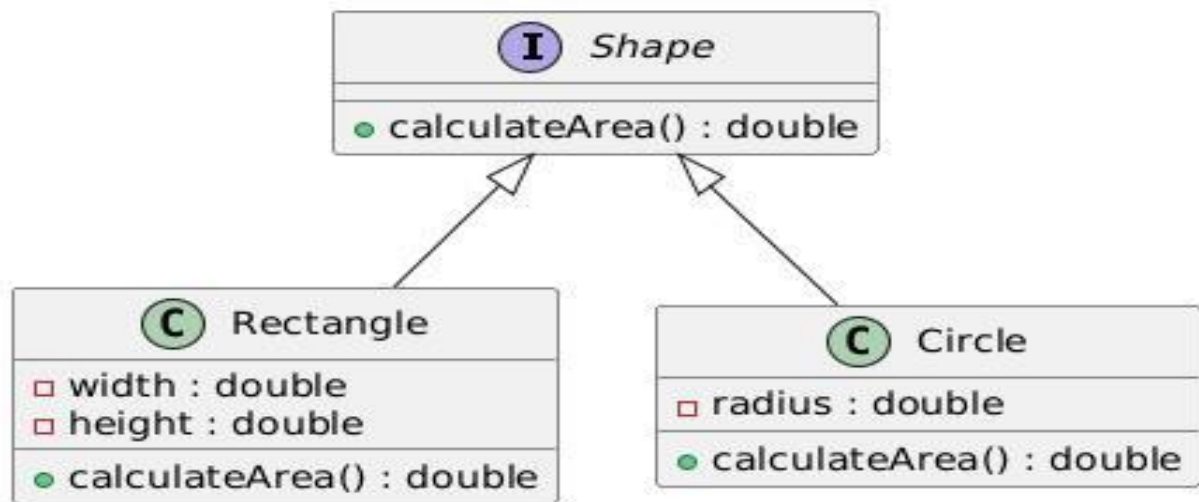 I Shape
calculateArea() : double
C Rectangle
width : double
height : double
calculateArea() : double
C Circle
radius : double
calculateArea() : double